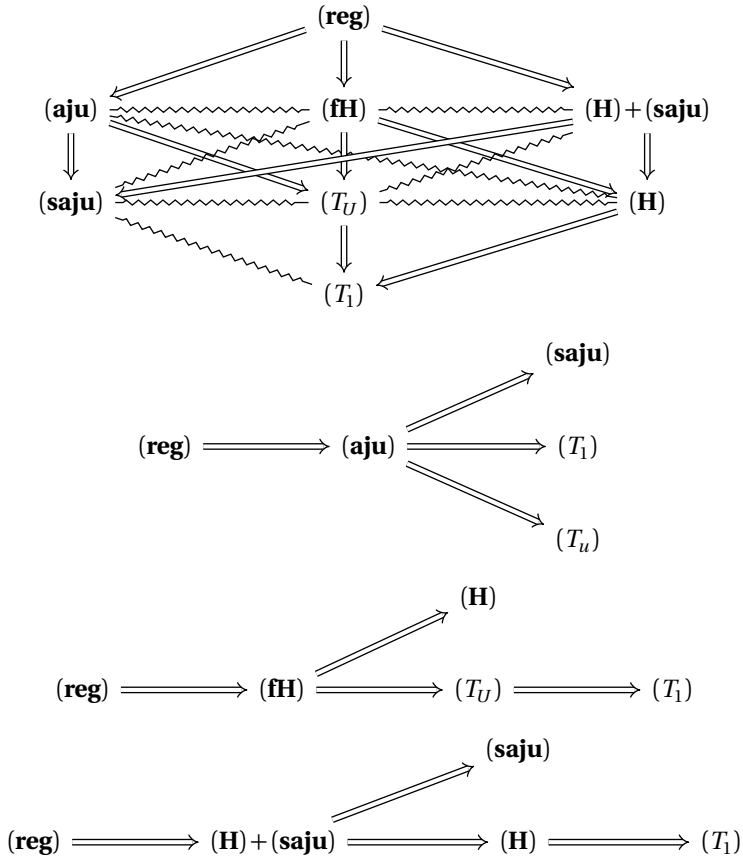 (reg)
(aju) (fH) (H)+(saju)
(saju) (T_U) (H)
(T_1)
(saju)
(reg) (aju) (T_1)
(T_u)
(H)
(reg) (fH) (T_U) (T_1)
(saju)
(reg) (H)+(saju) (H) (T_1)